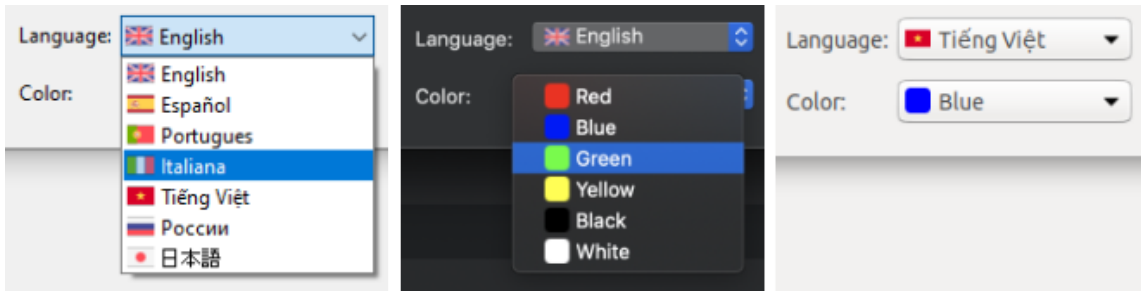 Language: English
English
Color: Español
Portugues
Italiana
Tiếng Việt
России
日本語
Language: English
Color: Red
Blue
Green
Yellow
Black
White
Language: Tiếng Việt
Color: Blue